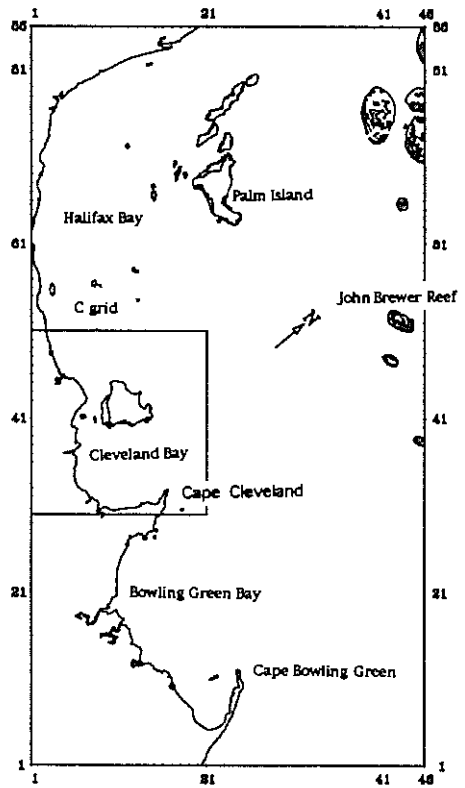 21 41 46
86 86
81 81
Palm Island
Halifax Bay
61 61
John Brewer Reef
C grid
N
41 41
Cleveland Bay
Cape Cleveland
21 21
Bowling Green Bay
Cape Bowling Green
1 1
1 21 41 46